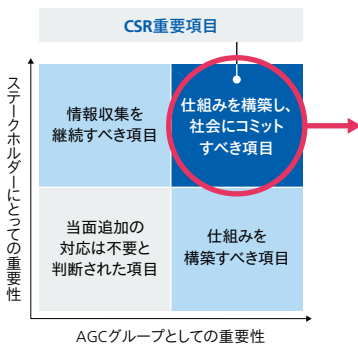 CSR重要項目
ステークホルダーにとっての重要性
情報収集を
継続すべき項目
仕組みを構築し、
社会にコミット
すべき項目
当面追加の
対応は不要と
判断された項目
仕組みを
構築すべき項目
AGCグループとしての重要性